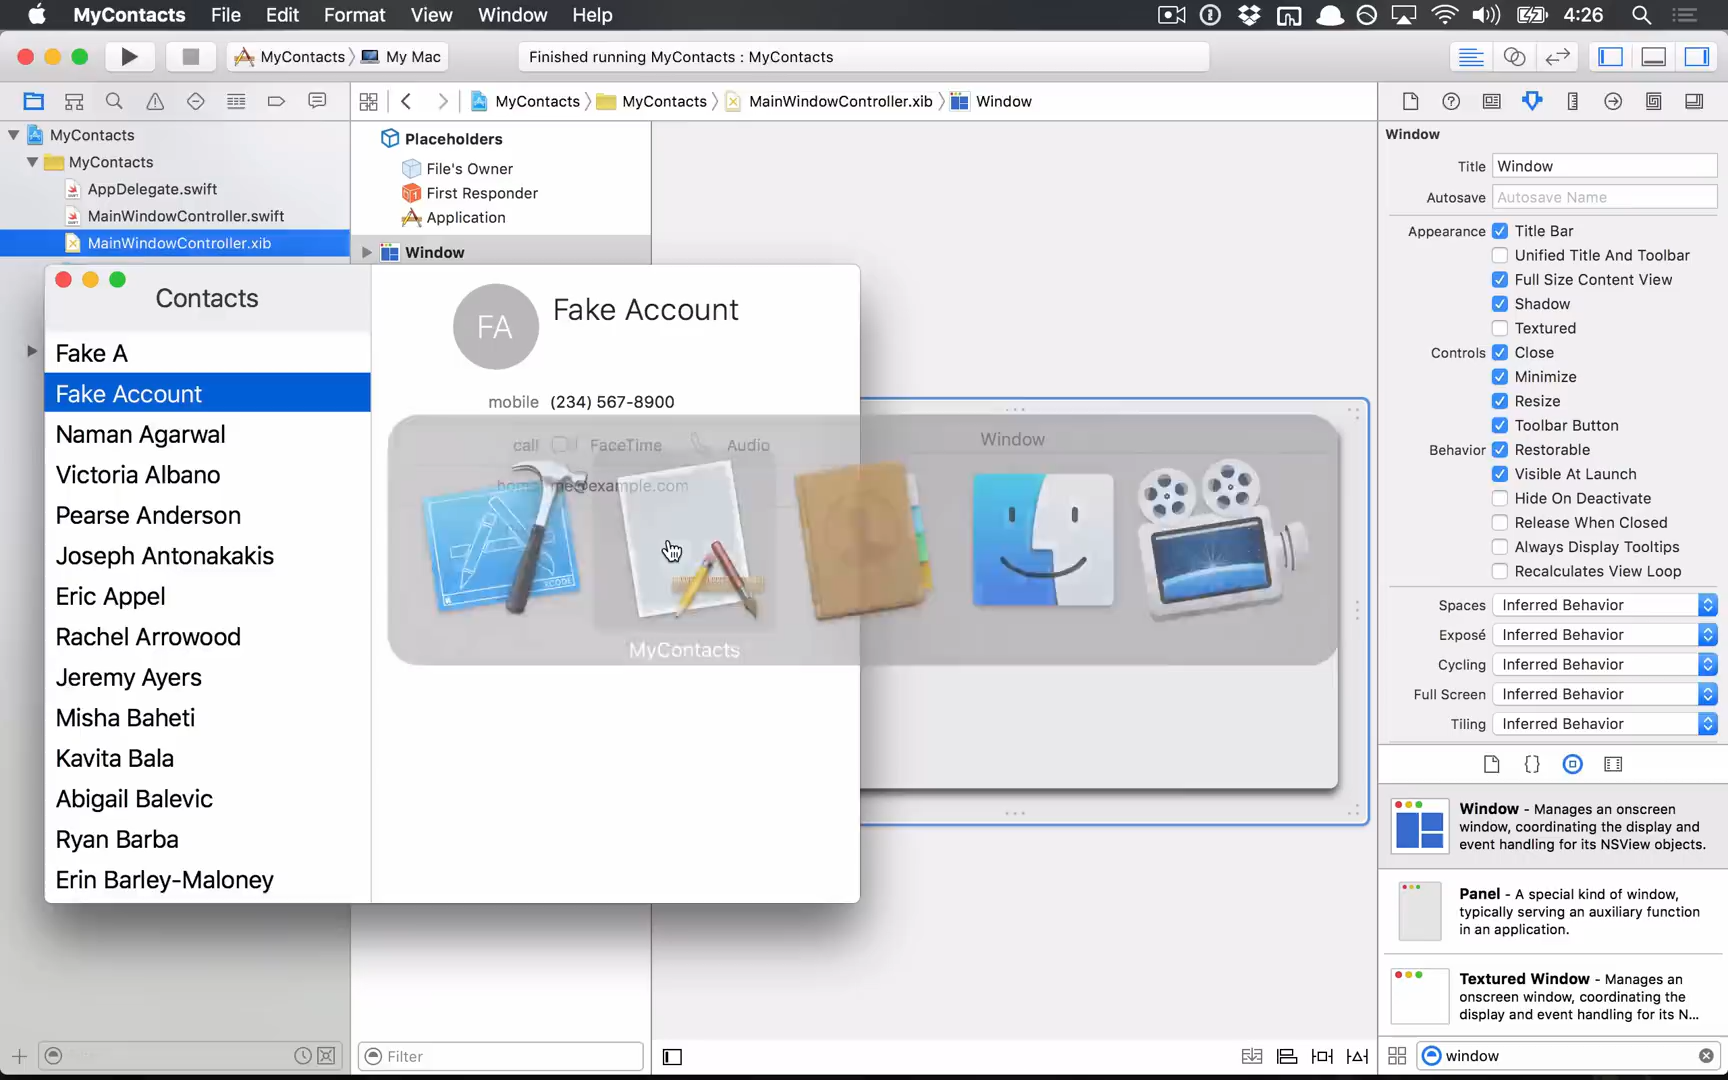 MyContacts File Edit Format View Window Help 4:26
MyContacts My Mac
Finished running MyContacts : MyContacts
MyContacts MyContacts MainWindowController.xib Window
MyContacts
MyContacts
AppDelegate.swift
MainWindowController.swift
MainWindowController.xib
Placeholders
File's Owner
First Responder
Application
Window
Contacts
Fake A
Fake Account
Naman Agarwal
Victoria Albano
Pearse Anderson
Joseph Antonakakis
Eric Appel
Rachel Arrowood
Jeremy Ayers
Misha Baheti
Kavita Bala
Abigail Balevic
Ryan Barba
Erin Barley-Maloney
FA
Fake Account
mobile (234) 567-8900
call FaceTime Audio
home me@example.com
Window
MyContacts
Filter
Window
Title Window
Autosave Autosave Name
Appearance Title Bar
Unified Title And Toolbar
Full Size Content View
Shadow
Textured
Controls Close
Minimize
Resize
Toolbar Button
Behavior Restorable
Visible At Launch
Hide On Deactivate
Release When Closed
Always Display Tooltips
Recalculates View Loop
Spaces Inferred Behavior
Exposé Inferred Behavior
Cycling Inferred Behavior
Full Screen Inferred Behavior
Tiling Inferred Behavior
Window - Manages an onscreen
window, coordinating the display and
event handling for its NSView objects.
Panel - A special kind of window,
typically serving an auxiliary function
in an application.
Textured Window - Manages an
onscreen window, coordinating the
display and event handling for its N...
window